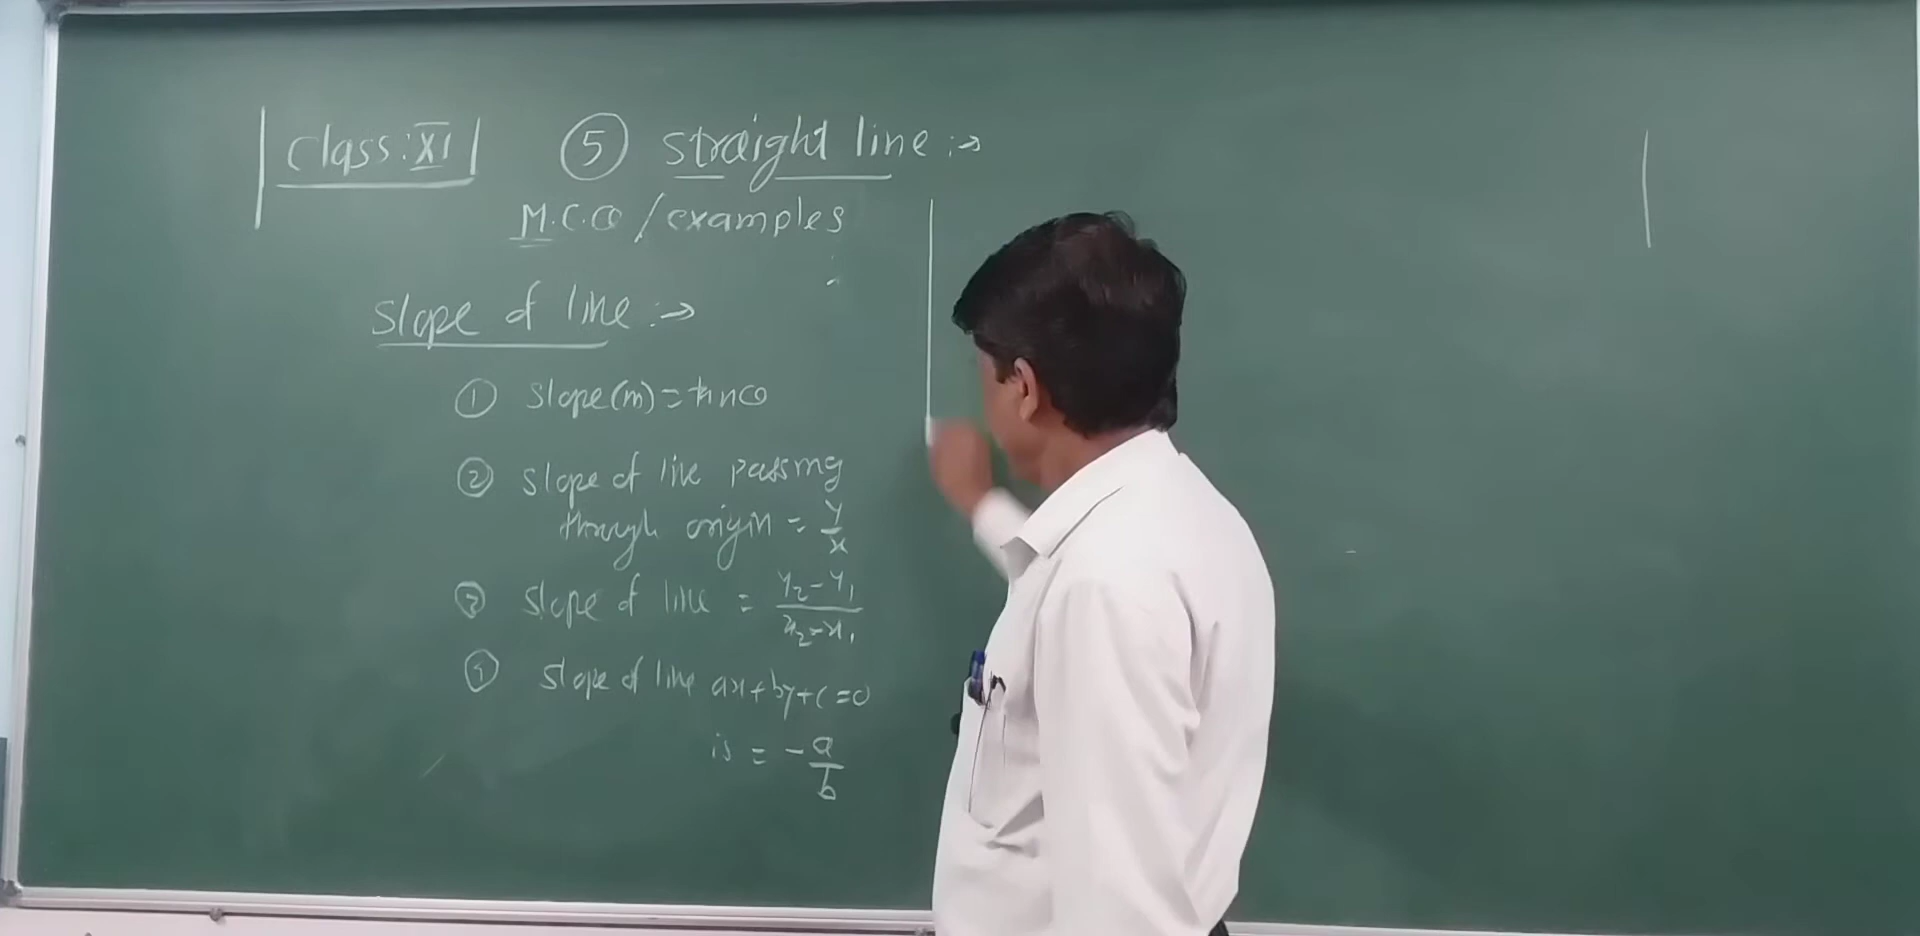 Class: XI
5 straight line :→
M.C.Q / examples
Slope of line :→
1 slope(m) = tanθ
2 slope of line passing
through origin = y/x
3 slope of line = y₂-y₁/x₂-x₁
4 slope of line ax+by+c=0
is = -a/b